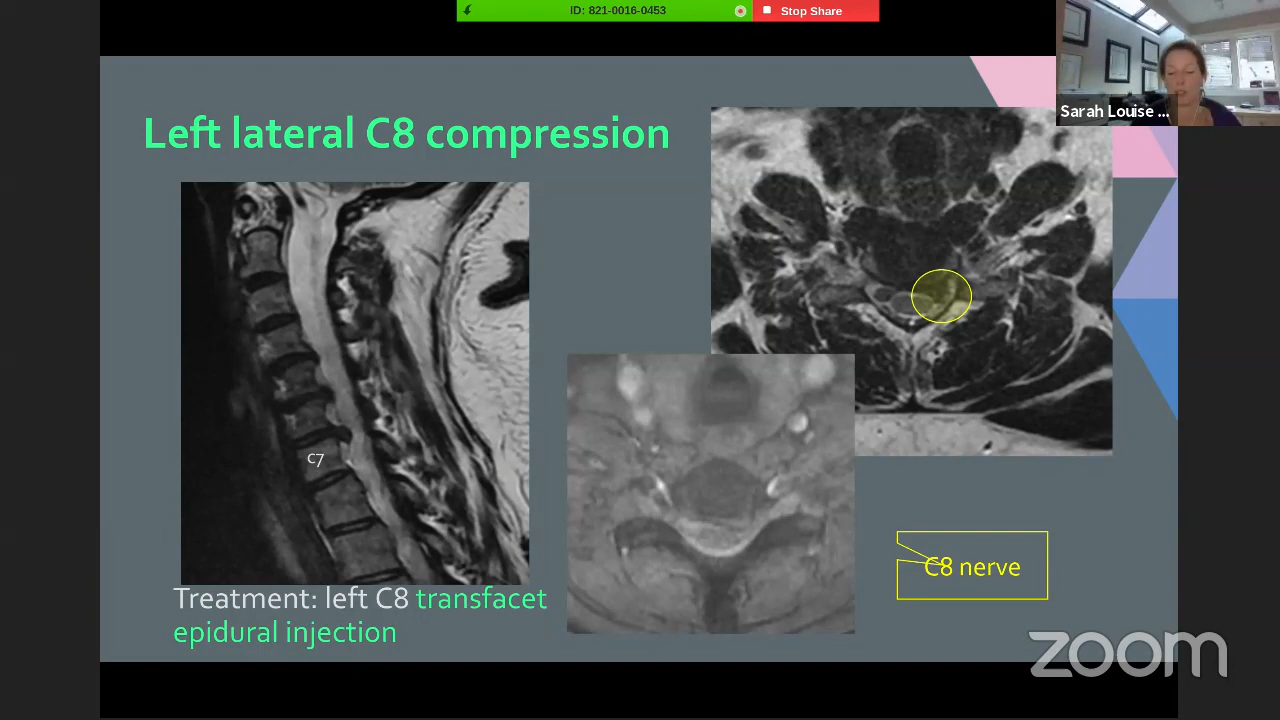 ID: 821-0016-0453
Stop Share
Sarah Louise ...
Left lateral C8 compression
C7
C8 nerve
Treatment: left C8 transfacet
epidural injection
zoom